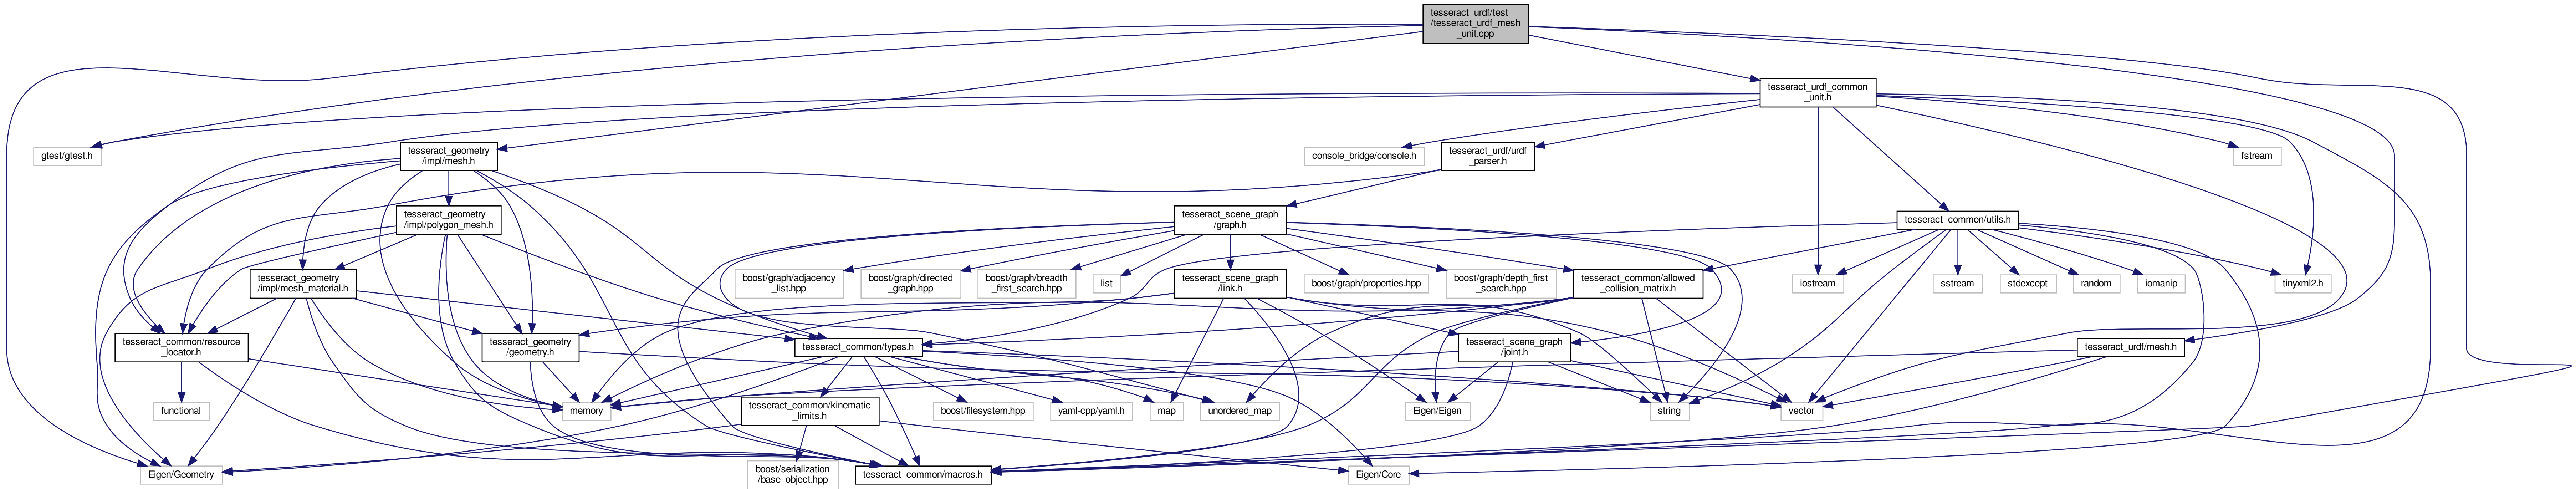 tesseract_urdf/test
/tesseract_urdf_mesh
_unit.cpp
tesseract_urdf_common
_unit.h
gtest/gtest.h
tesseract_geometry
/impl/mesh.h
console_bridge/console.h
tesseract_urdf/urdf
_parser.h
fstream
tesseract_geometry
/impl/polygon_mesh.h
tesseract_scene_graph
/graph.h
tesseract_common/utils.h
tesseract_geometry
/impl/mesh_material.h
boost/graph/adjacency
_list.hpp
boost/graph/directed
_graph.hpp
boost/graph/breadth
_first_search.hpp
list
tesseract_scene_graph
/link.h
boost/graph/properties.hpp
boost/graph/depth_first
_search.hpp
tesseract_common/allowed
_collision_matrix.h
iostream
sstream
stdexcept
random
iomanip
tinyxml2.h
tesseract_common/resource
_locator.h
tesseract_geometry
/geometry.h
tesseract_common/types.h
tesseract_scene_graph
/joint.h
tesseract_urdf/mesh.h
functional
memory
tesseract_common/kinematic
_limits.h
boost/filesystem.hpp
yaml-cpp/yaml.h
map
unordered_map
Eigen/Eigen
string
vector
Eigen/Geometry
boost/serialization
/base_object.hpp
tesseract_common/macros.h
Eigen/Core